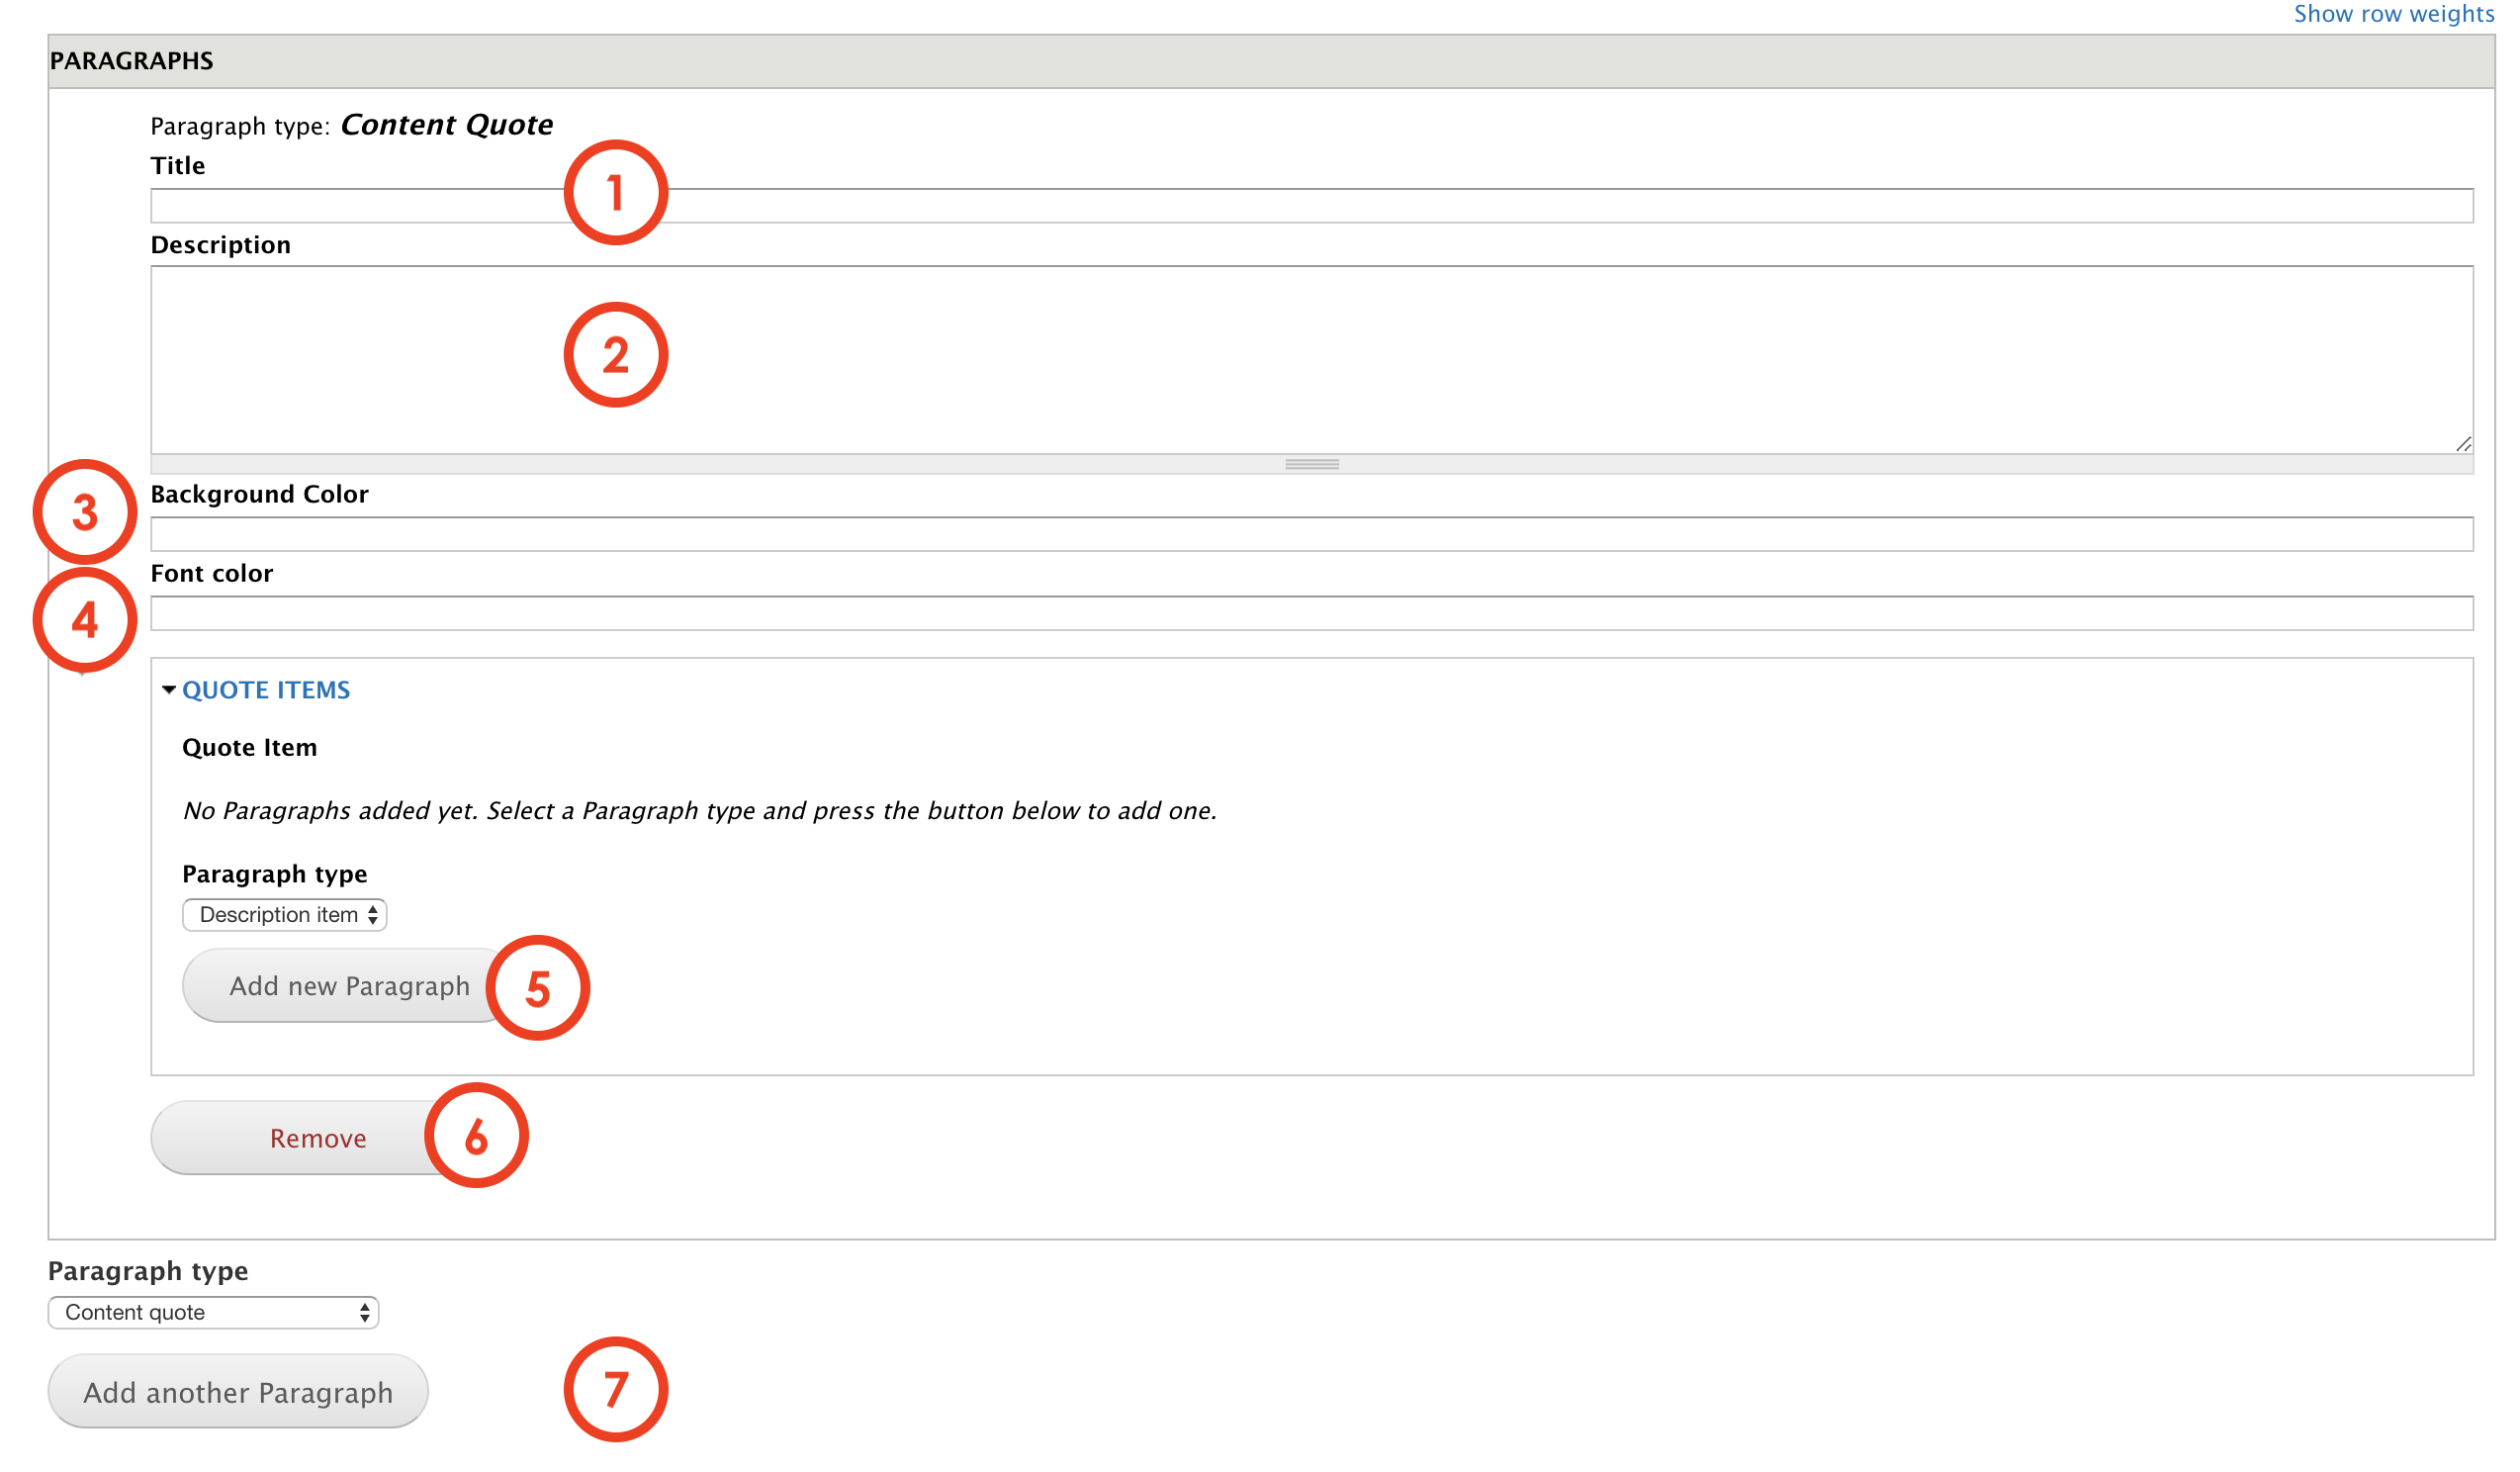 Show row weights
PARAGRAPHS
Paragraph type: Content Quote
Title
1
Description
2
3
Background Color
4
Font color
QUOTE ITEMS
Quote Item
No Paragraphs added yet. Select a Paragraph type and press the button below to add one.
Paragraph type
Description item
Add new Paragraph 5
Remove 6
Paragraph type
Content quote
Add another Paragraph 7